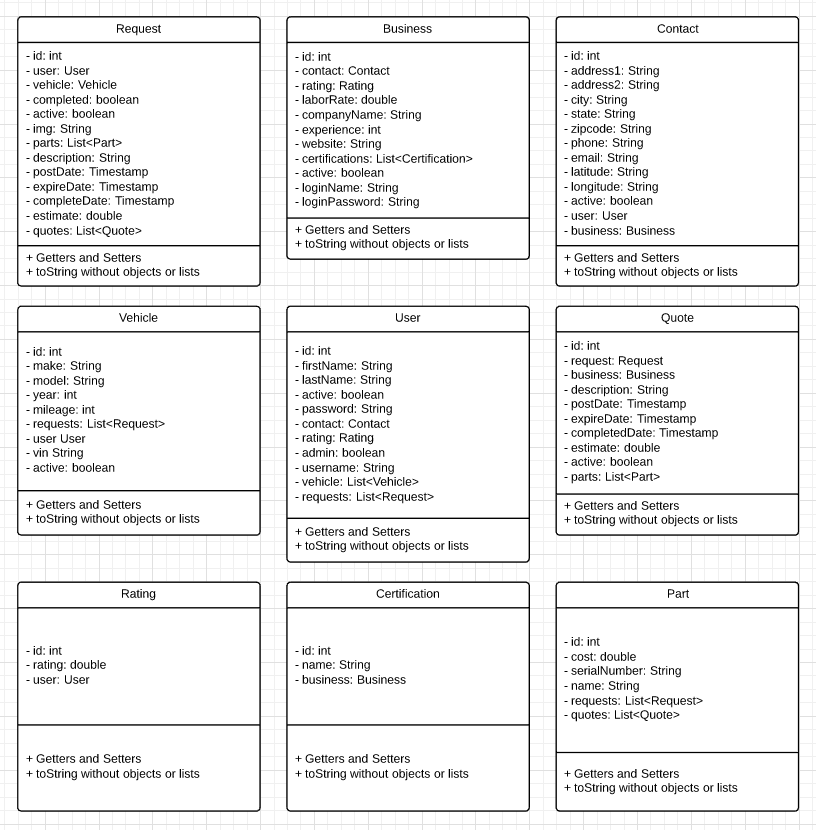 Request
- id: int
- user: User
- vehicle: Vehicle
- completed: boolean
- active: boolean
- img: String
- parts: List<Part>
- description: String
- postDate: Timestamp
- expireDate: Timestamp
- completeDate: Timestamp
- estimate: double
- quotes: List<Quote>
+ Getters and Setters
+ toString without objects or lists
Business
- id: int
- contact: Contact
- rating: Rating
- laborRate: double
- companyName: String
- experience: int
- website: String
- certifications: List<Certification>
- active: boolean
- loginName: String
- loginPassword: String
+ Getters and Setters
+ toString without objects or lists
Contact
- id: int
- address1: String
- address2: String
- city: String
- state: String
- zipcode: String
- phone: String
- email: String
- latitude: String
- longitude: String
- active: boolean
- user: User
- business: Business
+ Getters and Setters
+ toString without objects or lists
Vehicle
- id: int
- make: String
- model: String
- year: int
- mileage: int
- requests: List<Request>
- user User
- vin String
- active: boolean
+ Getters and Setters
+ toString without objects or lists
User
- id: int
- firstName: String
- lastName: String
- active: boolean
- password: String
- contact: Contact
- rating: Rating
- admin: boolean
- username: String
- vehicle: List<Vehicle>
- requests: List<Request>
+ Getters and Setters
+ toString without objects or lists
Quote
- id: int
- request: Request
- business: Business
- description: String
- postDate: Timestamp
- expireDate: Timestamp
- completedDate: Timestamp
- estimate: double
- active: boolean
- parts: List<Part>
+ Getters and Setters
+ toString without objects or lists
Rating
- id: int
- rating: double
- user: User
+ Getters and Setters
+ toString without objects or lists
Certification
- id: int
- name: String
- business: Business
+ Getters and Setters
+ toString without objects or lists
Part
- id: int
- cost: double
- serialNumber: String
- name: String
- requests: List<Request>
- quotes: List<Quote>
+ Getters and Setters
+ toString without objects or lists